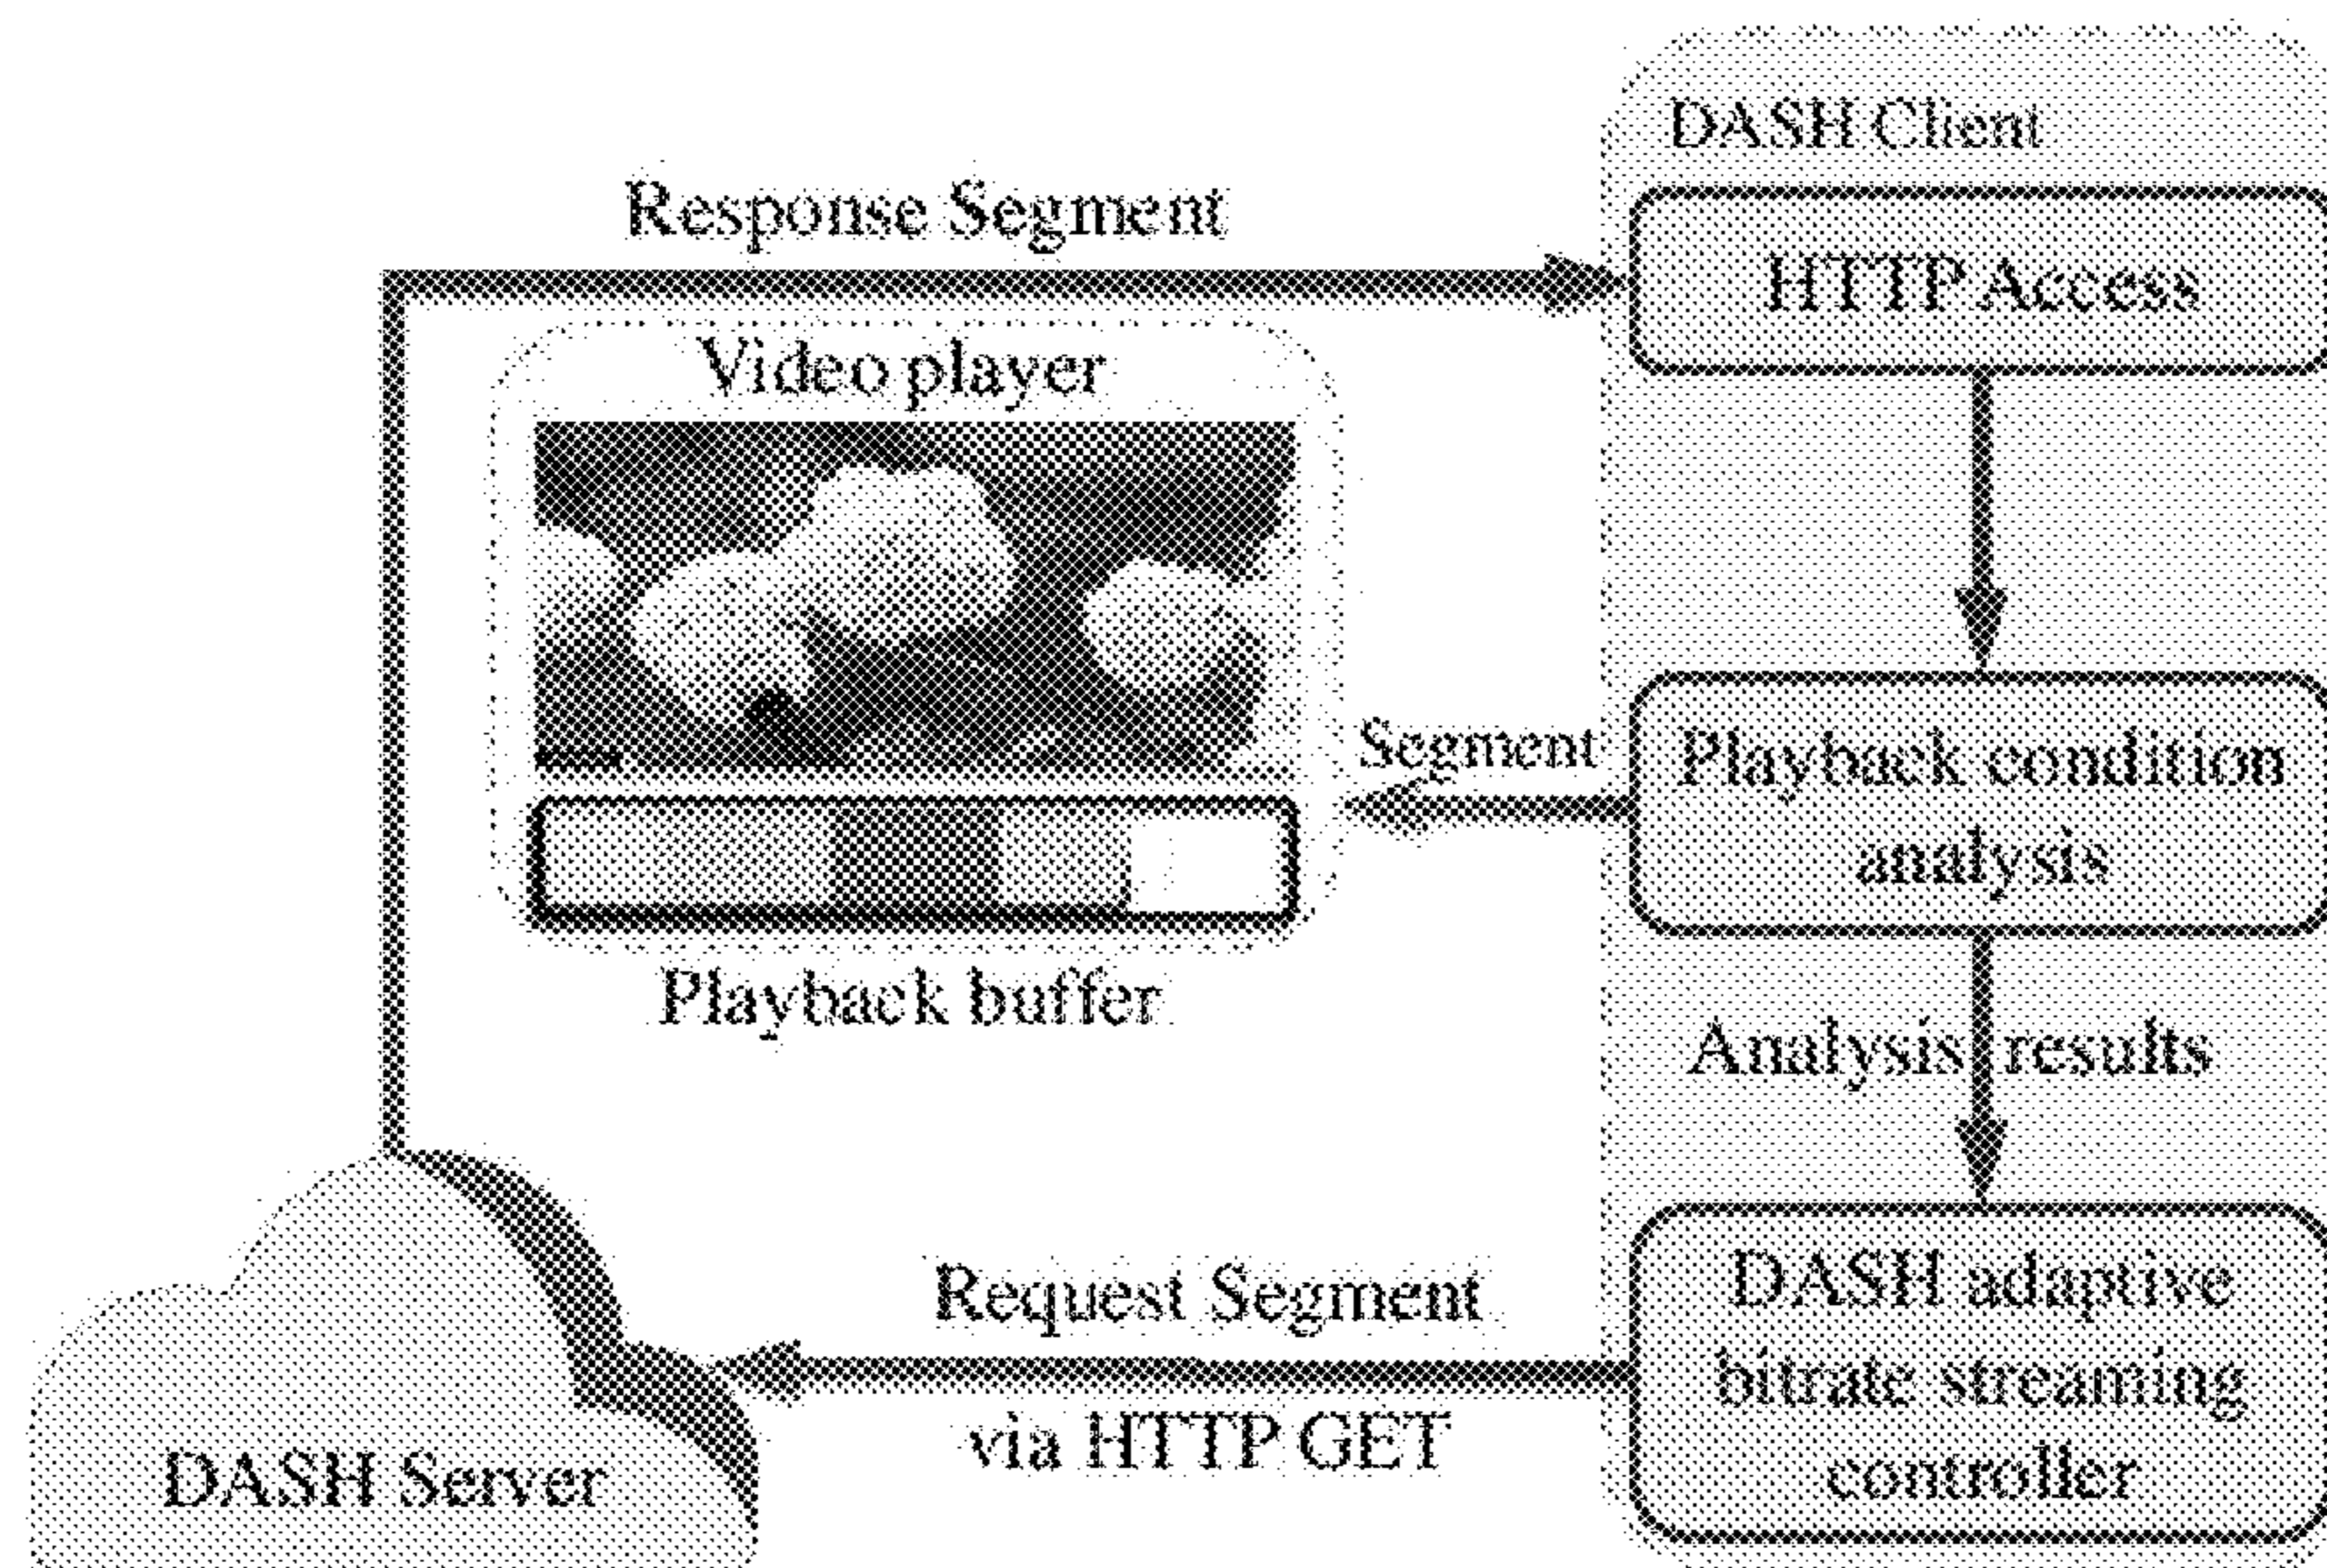 DASH Client
Response Segment
HTTP Access
Video player
Segment
Playback condition
analysis
Playback buffer
Analysis results
Request Segment
via HTTP GET
DASH adaptive
bitrate streaming
controller
DASH Server